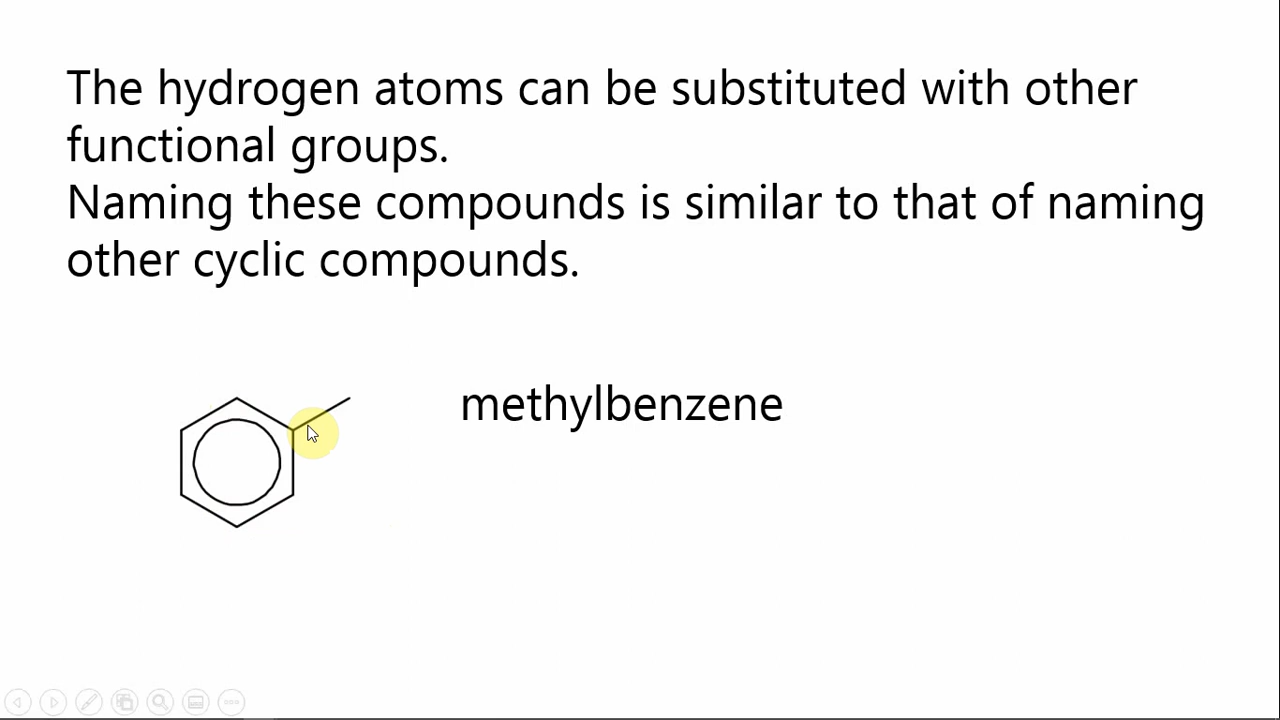 The hydrogen atoms can be substituted with other
functional groups.
Naming these compounds is similar to that of naming
other cyclic compounds.
methylbenzene